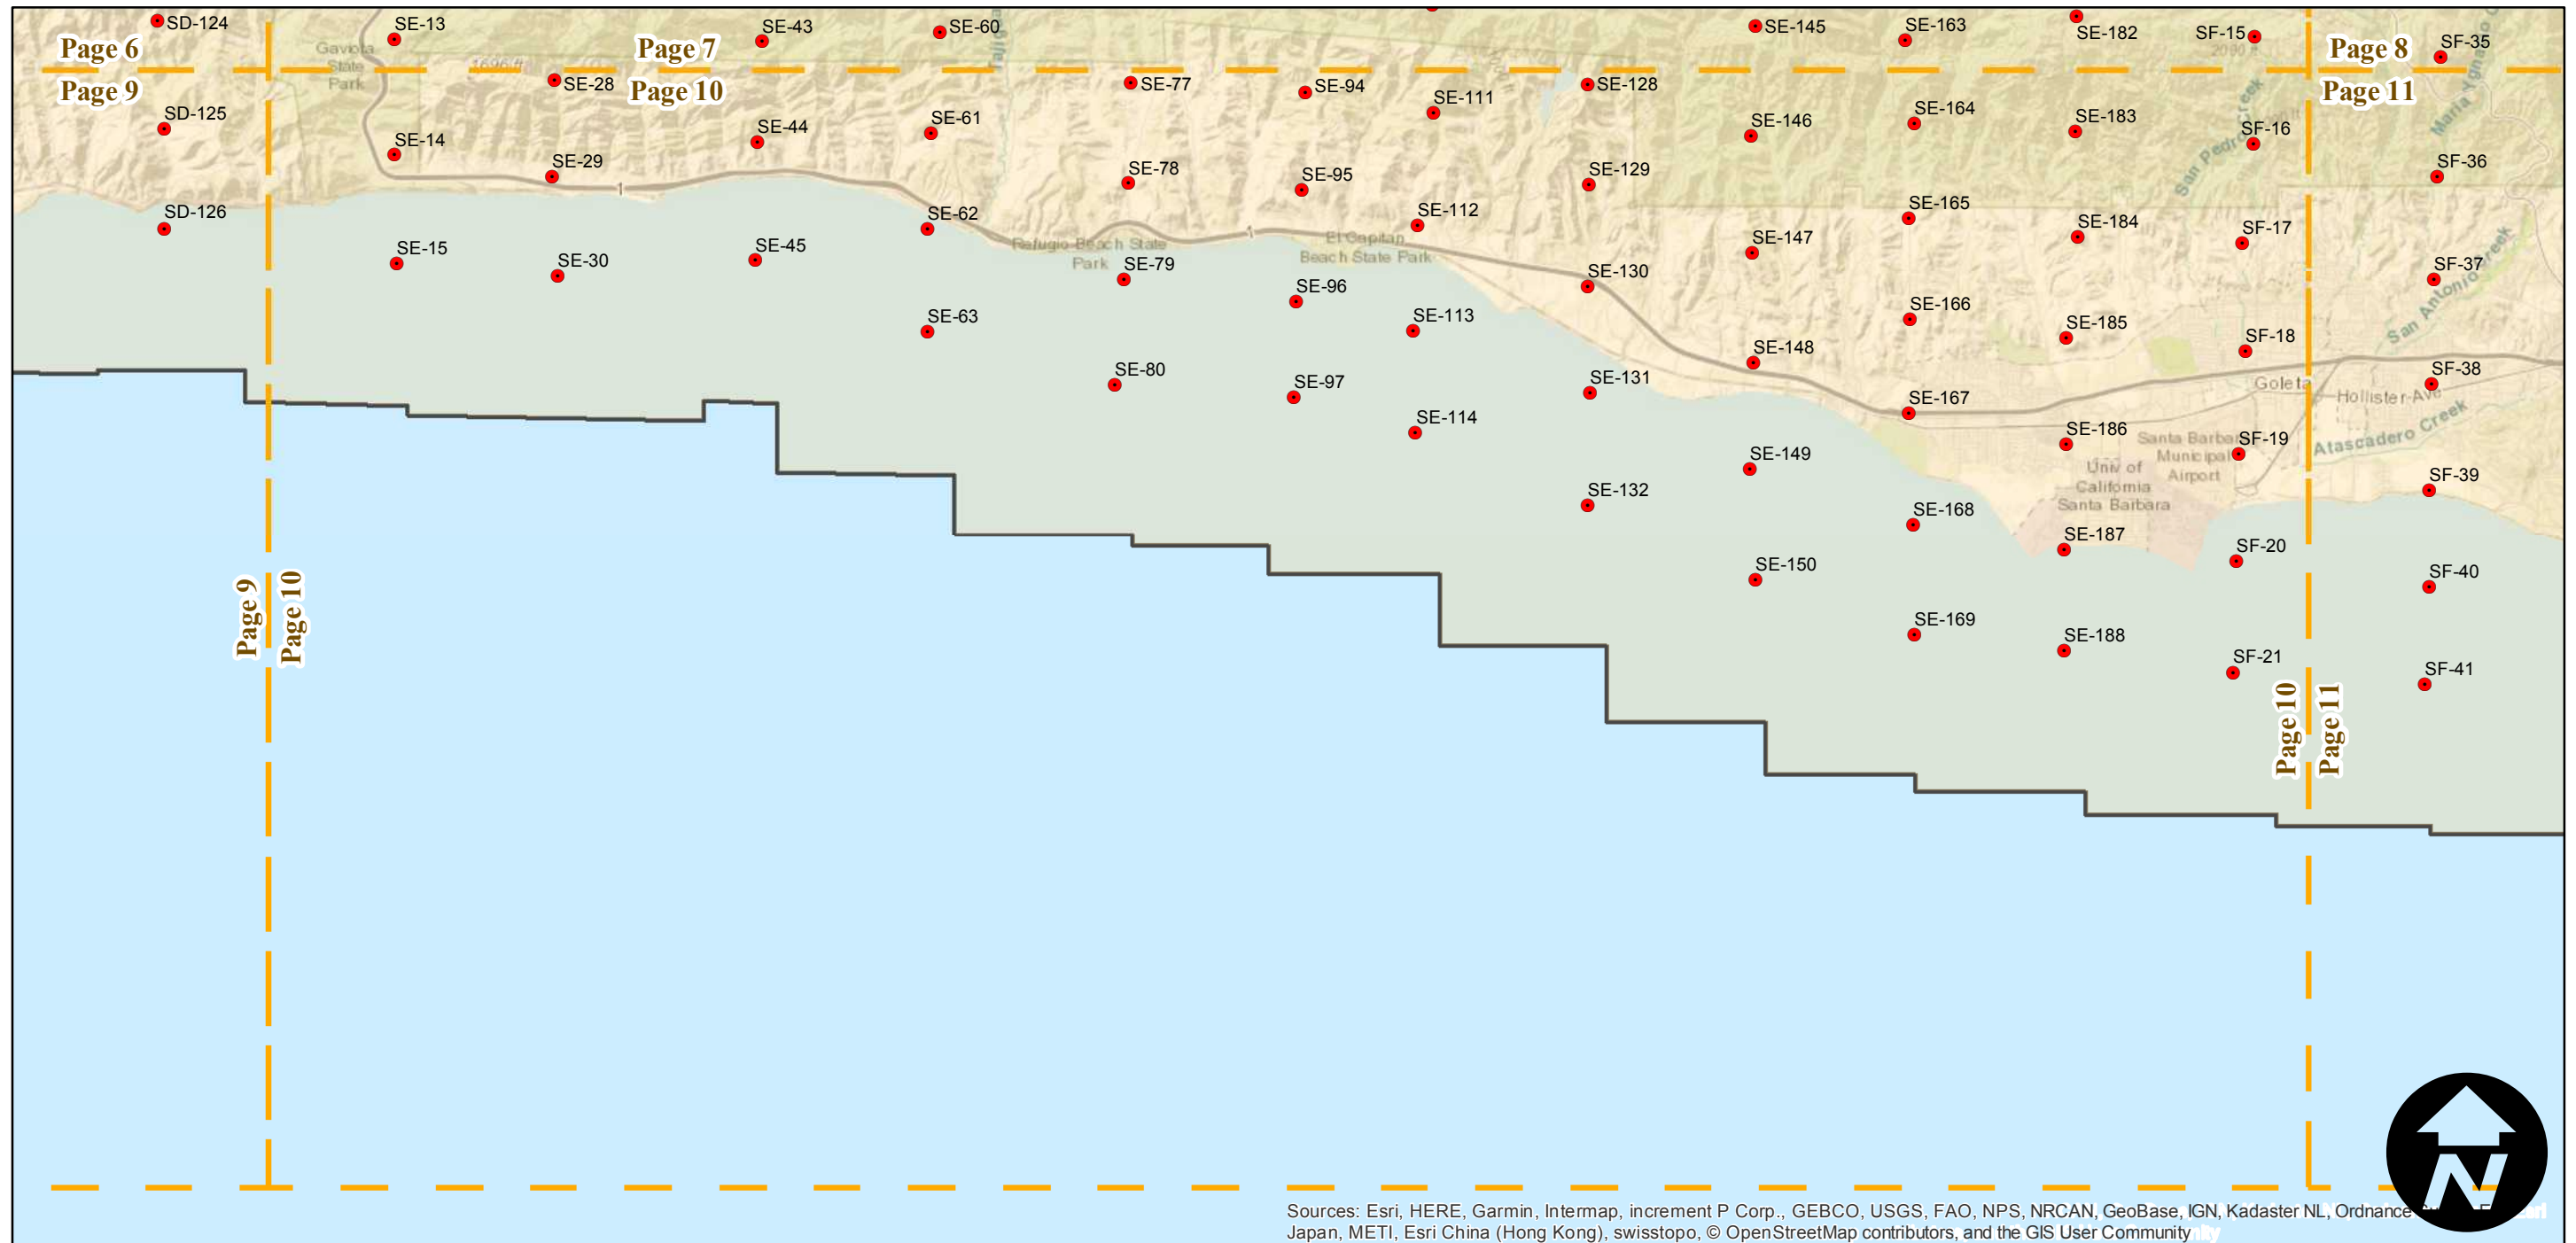 SD-124
SE-13
SE-43
SE-60
SE-145
SE-163
SE-182
SF-15
SF-35
Page 6
Page 7
Page 8
Gaviota
State
Park
1696 ft
Page 9
Page 10
Page 11
SE-28
SE-77
SE-94
SE-111
SE-128
SD-125
SE-14
SE-29
SE-44
SE-61
SE-78
SE-95
SE-112
SE-129
SE-146
SE-164
SE-183
SF-16
SF-36
San Pedro Creek
Maria Ygnacio
1
1
SD-126
SE-15
SE-30
SE-45
SE-62
Refugio Beach State
Park
El Capitan
Beach State Park
SE-79
SE-96
SE-130
SE-147
SE-165
SE-184
SF-17
SF-37
San Antonio Creek
SE-63
SE-113
SE-148
SE-166
SE-185
SF-18
SF-38
SE-80
SE-97
SE-131
SE-167
Goleta
Hollister Ave
Atascadero Creek
SE-114
SE-149
SE-186
Santa Barbara
Municipal
Airport
SF-19
SF-39
Univ of
California
Santa Barbara
SE-132
SE-168
SE-187
SF-20
SF-40
SE-150
SE-169
SE-188
SF-21
SF-41
Page 9
Page 10
Page 10
Page 11
N
Sources: Esri, HERE, Garmin, Intermap, increment P Corp., GEBCO, USGS, FAO, NPS, NRCAN, GeoBase, IGN, Kadaster NL, Ordnance
Japan, METI, Esri China (Hong Kong), swisstopo, © OpenStreetMap contributors, and the GIS User Community